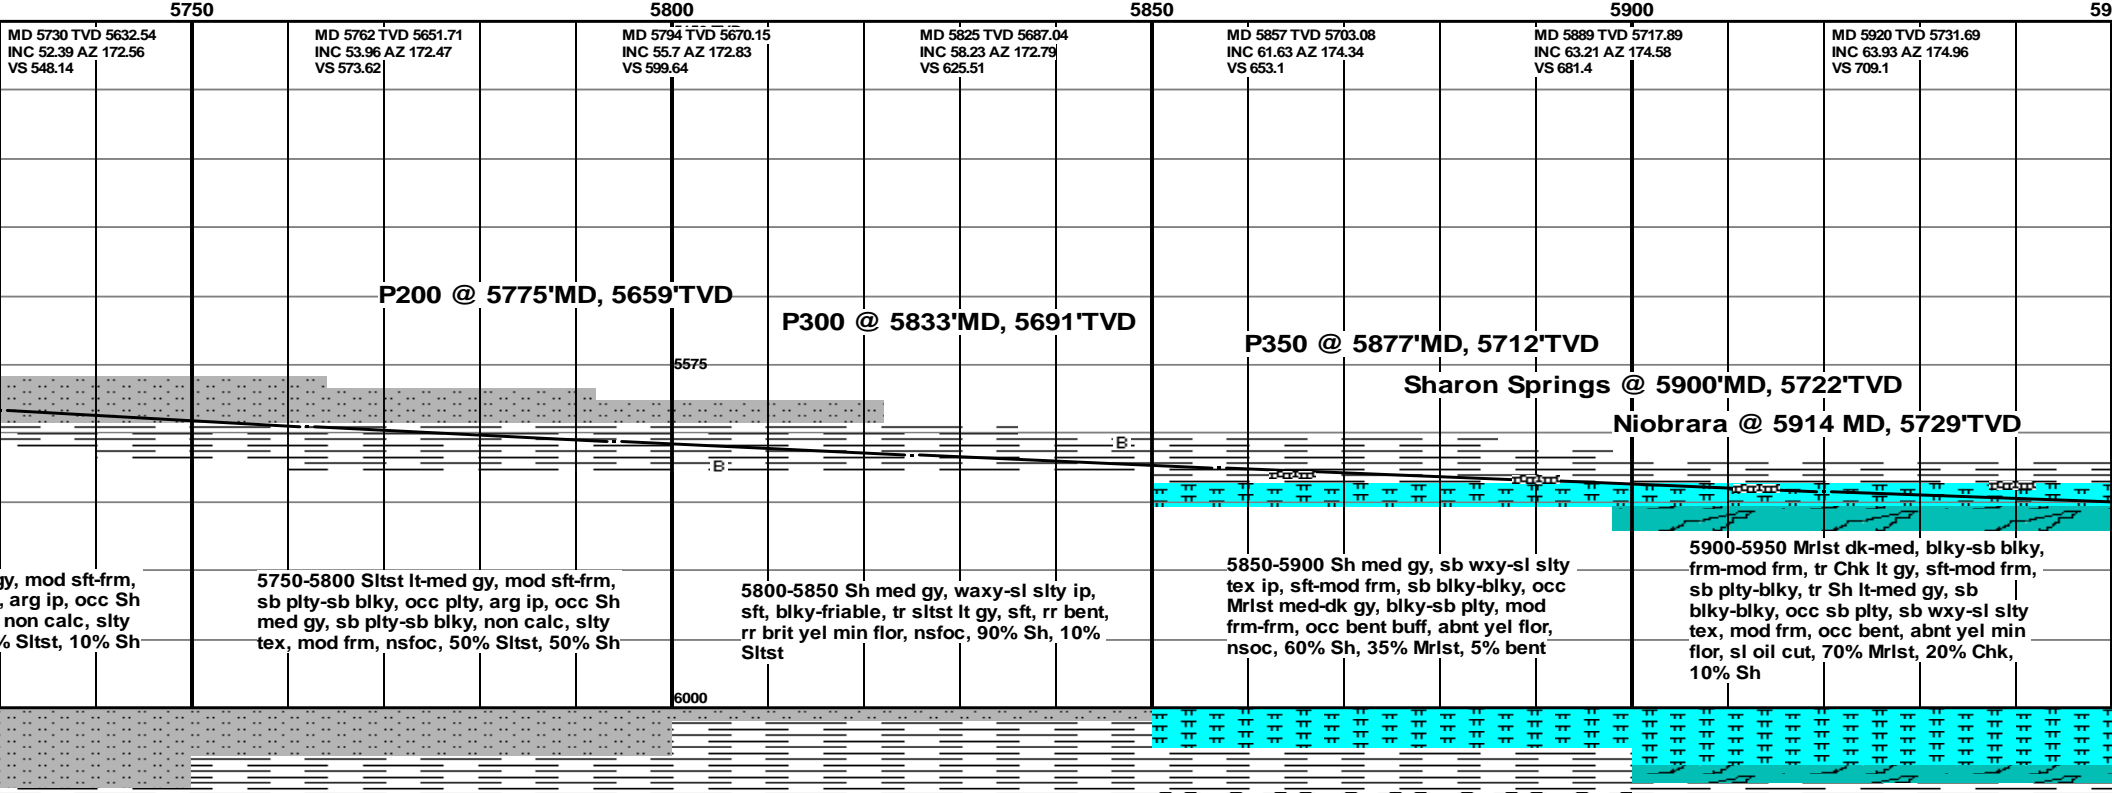 5750
5800
5850
5900
59
MD 5730 TVD 5632.54
INC 52.39 AZ 172.56
VS 548.14
MD 5762 TVD 5651.71
INC 53.96 AZ 172.47
VS 573.62
MD 5794 TVD 5670.15
INC 55.7 AZ 172.83
VS 599.64
MD 5825 TVD 5687.04
INC 58.23 AZ 172.79
VS 625.51
MD 5857 TVD 5703.08
INC 61.63 AZ 174.34
VS 653.1
MD 5889 TVD 5717.89
INC 63.21 AZ 174.58
VS 681.4
MD 5920 TVD 5731.69
INC 63.93 AZ 174.96
VS 709.1
P200 @ 5775'MD, 5659'TVD
P300 @ 5833'MD, 5691'TVD
P350 @ 5877'MD, 5712'TVD
5575
Sharon Springs @ 5900'MD, 5722'TVD
Niobrara @ 5914 MD, 5729'TVD
B
B
gy, mod sft-frm,
, arg ip, occ Sh
non calc, slty
% Sltst, 10% Sh
5750-5800 Sltst lt-med gy, mod sft-frm,
sb plty-sb blky, occ plty, arg ip, occ Sh
med gy, sb plty-sb blky, non calc, slty
tex, mod frm, nsfoc, 50% Sltst, 50% Sh
5800-5850 Sh med gy, waxy-sl slty ip,
sft, blky-friable, tr sltst lt gy, sft, rr bent,
rr brit yel min flor, nsfoc, 90% Sh, 10%
Sltst
5850-5900 Sh med gy, sb wxy-sl slty
tex ip, sft-mod frm, sb blky-blky, occ
Mrlst med-dk gy, blky-sb plty, mod
frm-frm, occ bent buff, abnt yel flor,
nsoc, 60% Sh, 35% Mrlst, 5% bent
5900-5950 Mrlst dk-med, blky-sb blky,
frm-mod frm, tr Chk lt gy, sft-mod frm,
sb plty-blky, tr Sh lt-med gy, sb
blky-blky, occ sb plty, sb wxy-sl slty
tex, mod frm, occ bent, abnt yel min
flor, sl oil cut, 70% Mrlst, 20% Chk,
10% Sh
6000